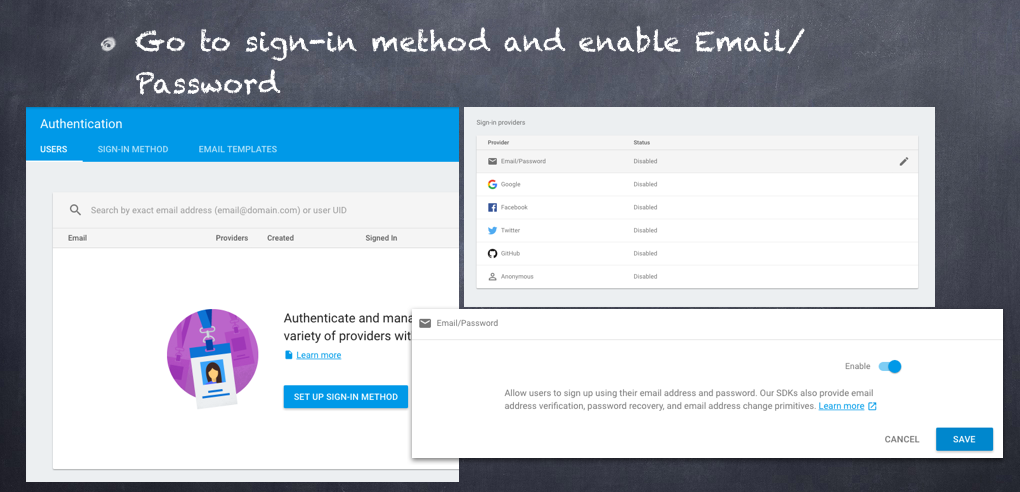 Go to sign-in method and enable Email/
Password
Authentication
USERS SIGN-IN METHOD EMAIL TEMPLATES
Search by exact email address (email@domain.com) or user UID
Email Providers Created Signed In
Authenticate and mana
variety of providers wit
Learn more
SET UP SIGN-IN METHOD
Sign-in providers
Provider Status
Email/Password Disabled
Google Disabled
Facebook Disabled
Twitter Disabled
GitHub Disabled
Anonymous Disabled
Email/Password
Enable
Allow users to sign up using their email address and password. Our SDKs also provide email
address verification, password recovery, and email address change primitives. Learn more
CANCEL SAVE